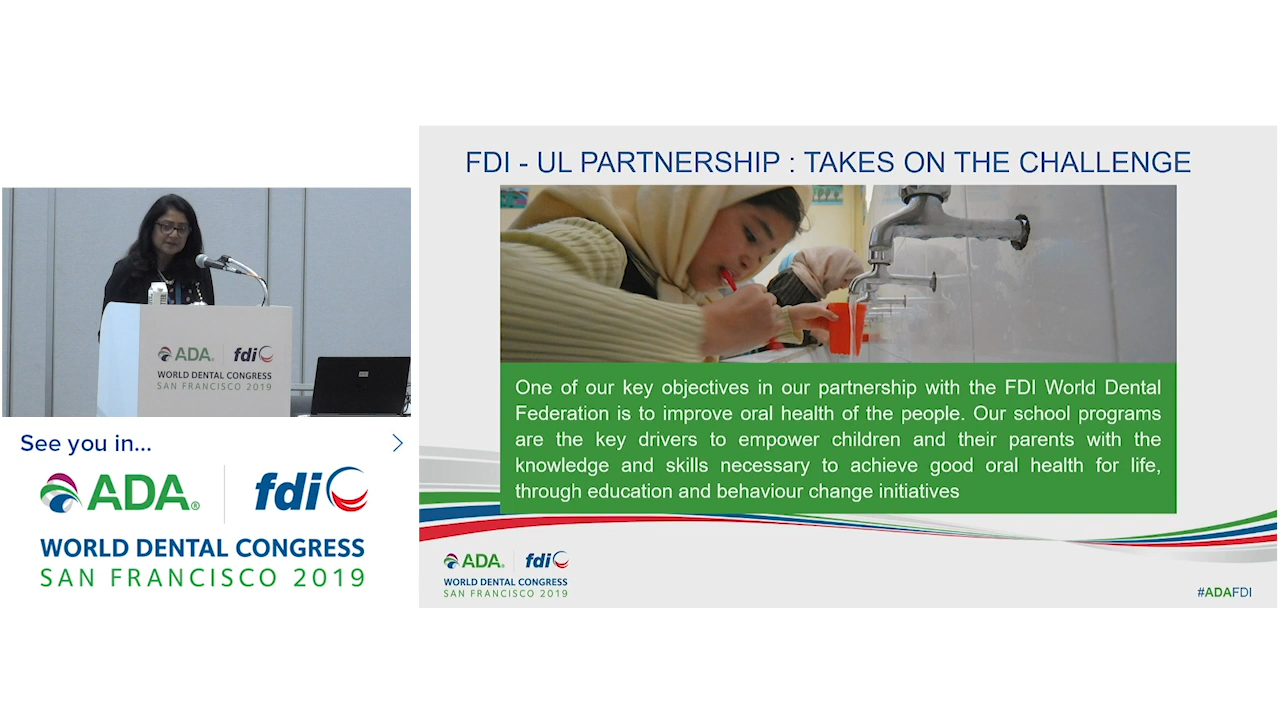 ADA. fdi
WORLD DENTAL CONGRESS
SAN FRANCISCO 2019
See you in...
ADA® fdi
WORLD DENTAL CONGRESS
SAN FRANCISCO 2019
FDI - UL PARTNERSHIP : TAKES ON THE CHALLENGE
One of our key objectives in our partnership with the FDI World Dental
Federation is to improve oral health of the people. Our school programs
are the key drivers to empower children and their parents with the
knowledge and skills necessary to achieve good oral health for life,
through education and behaviour change initiatives
ADA. fdi
WORLD DENTAL CONGRESS
SAN FRANCISCO 2019
#ADAFDI